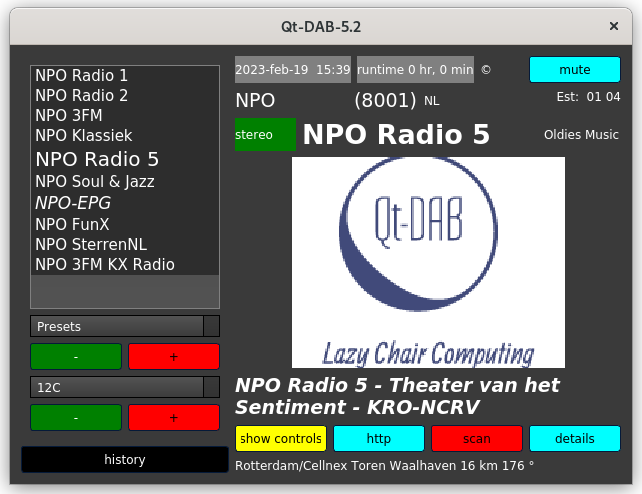 Qt-DAB-5.2 ×
NPO Radio 1
NPO Radio 2
NPO 3FM
NPO Klassiek
NPO Radio 5
NPO Soul & Jazz
NPO-EPG
NPO FunX
NPO SterrenNL
NPO 3FM KX Radio
Presets
- +
12C
- +
history
2023-feb-19 15:39 runtime 0 hr, 0 min © mute
NPO (8001) NL Est: 01 04
stereo NPO Radio 5 Oldies Music
Qt-DAB
Lazy Chair Computing
NPO Radio 5 - Theater van het
Sentiment - KRO-NCRV
show controls http scan details
Rotterdam/Cellnex Toren Waalhaven 16 km 176 °